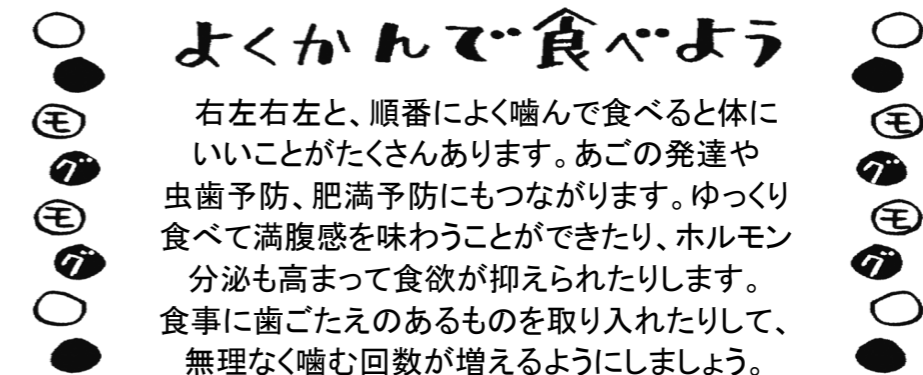 よくかんで食べよう
右左右左と、順番によく噛んで食べると体に
いいことがたくさんあります。あごの発達や
虫歯予防、肥満予防にもつながります。ゆっくり
食べて満腹感を味わうことができたり、ホルモン
分泌も高まって食欲が抑えられたりします。
食事に歯ごたえのあるものを取り入れたりして、
無理なく噛む回数が増えるようにしましょう。
モグモグ
モグモグ